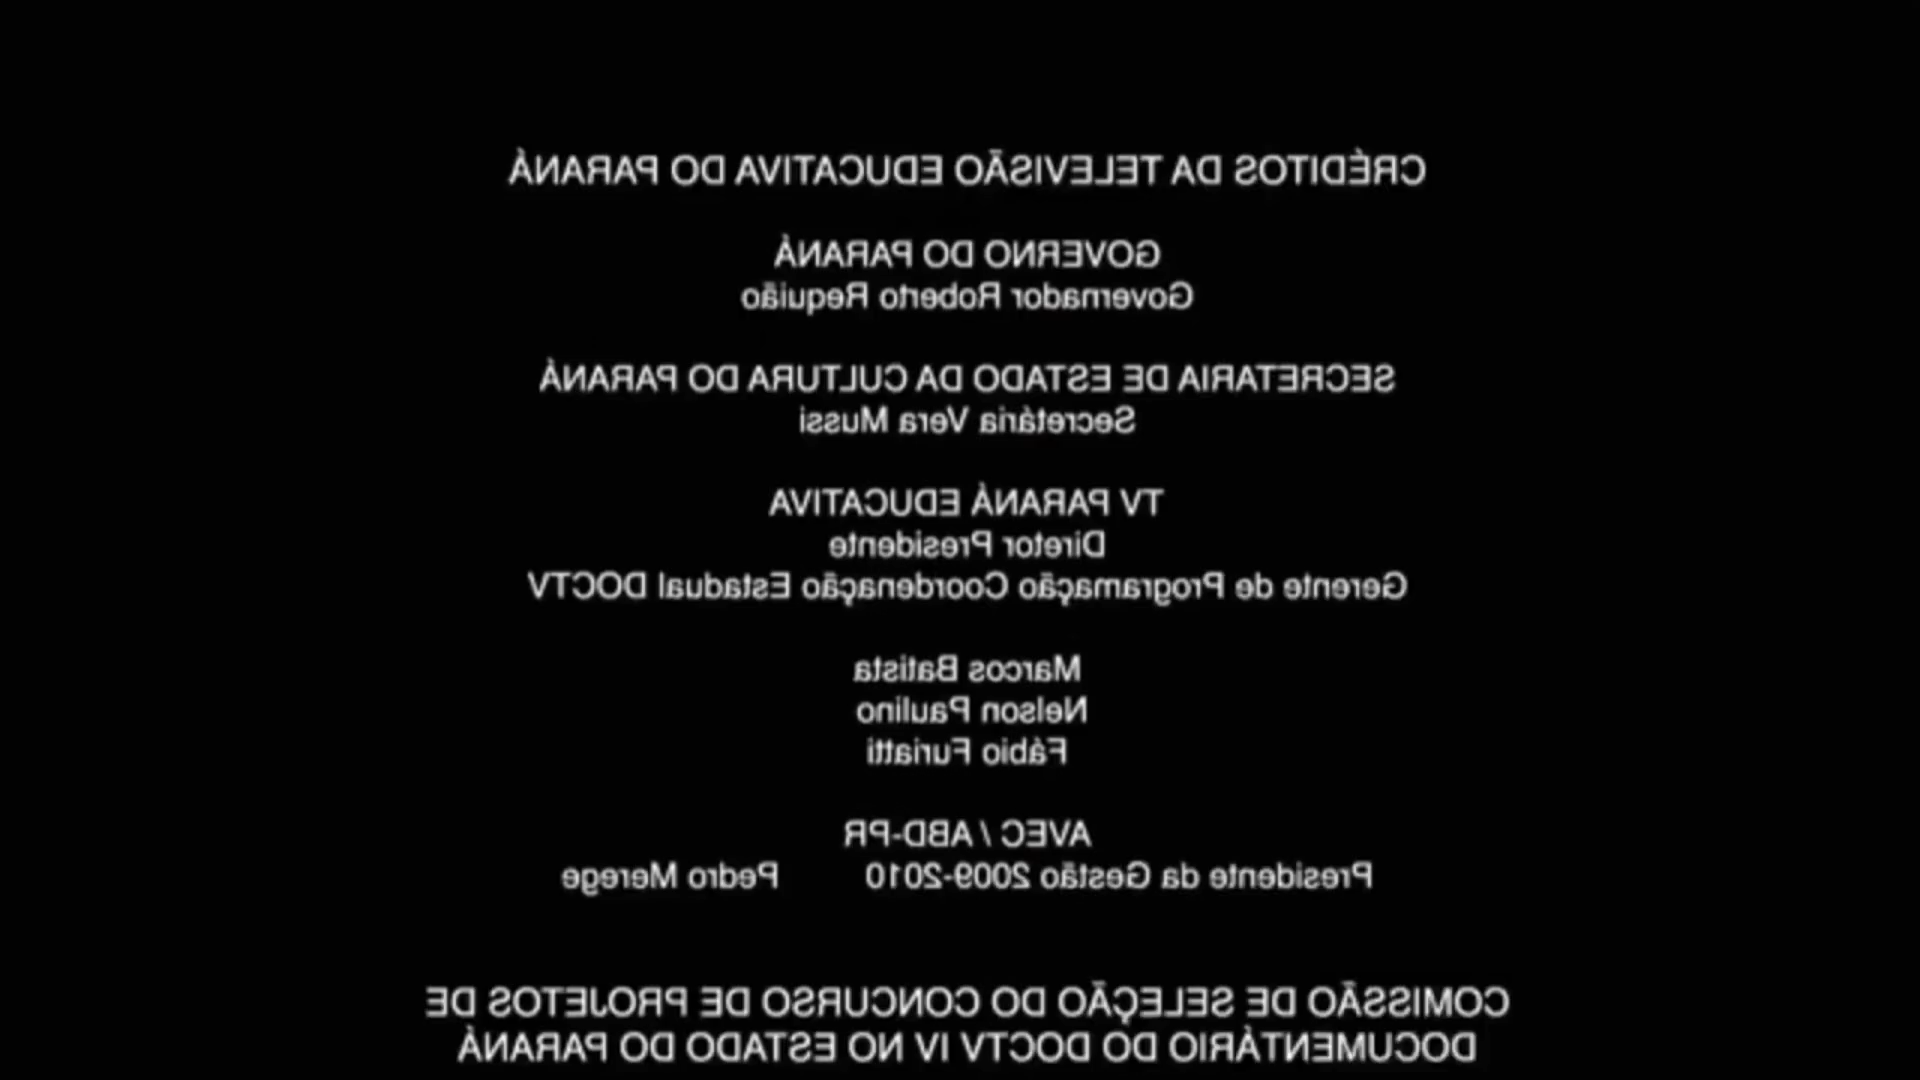 CRÉDITOS DA TELEVISÃO EDUCATIVA DO PARANÁ
GOVERNO DO PARANÁ
Governador Roberto Requião
SECRETARIA DE ESTADO DA CULTURA DO PARANÁ
Secretária Vera Mussi
TV PARANÁ EDUCATIVA
Diretor Presidente
Gerente de Programação Coordenação Estadual DOCTV
Marcos Batista
Nelson Paulino
Fábio Furiatti
AVEC / ABD-PR
Presidente da Gestão 2009-2010 Pedro Merege
COMISSÃO DE SELEÇÃO DO CONCURSO DE PROJETOS DE
DOCUMENTÁRIO DO DOCTV IV NO ESTADO DO PARANÁ